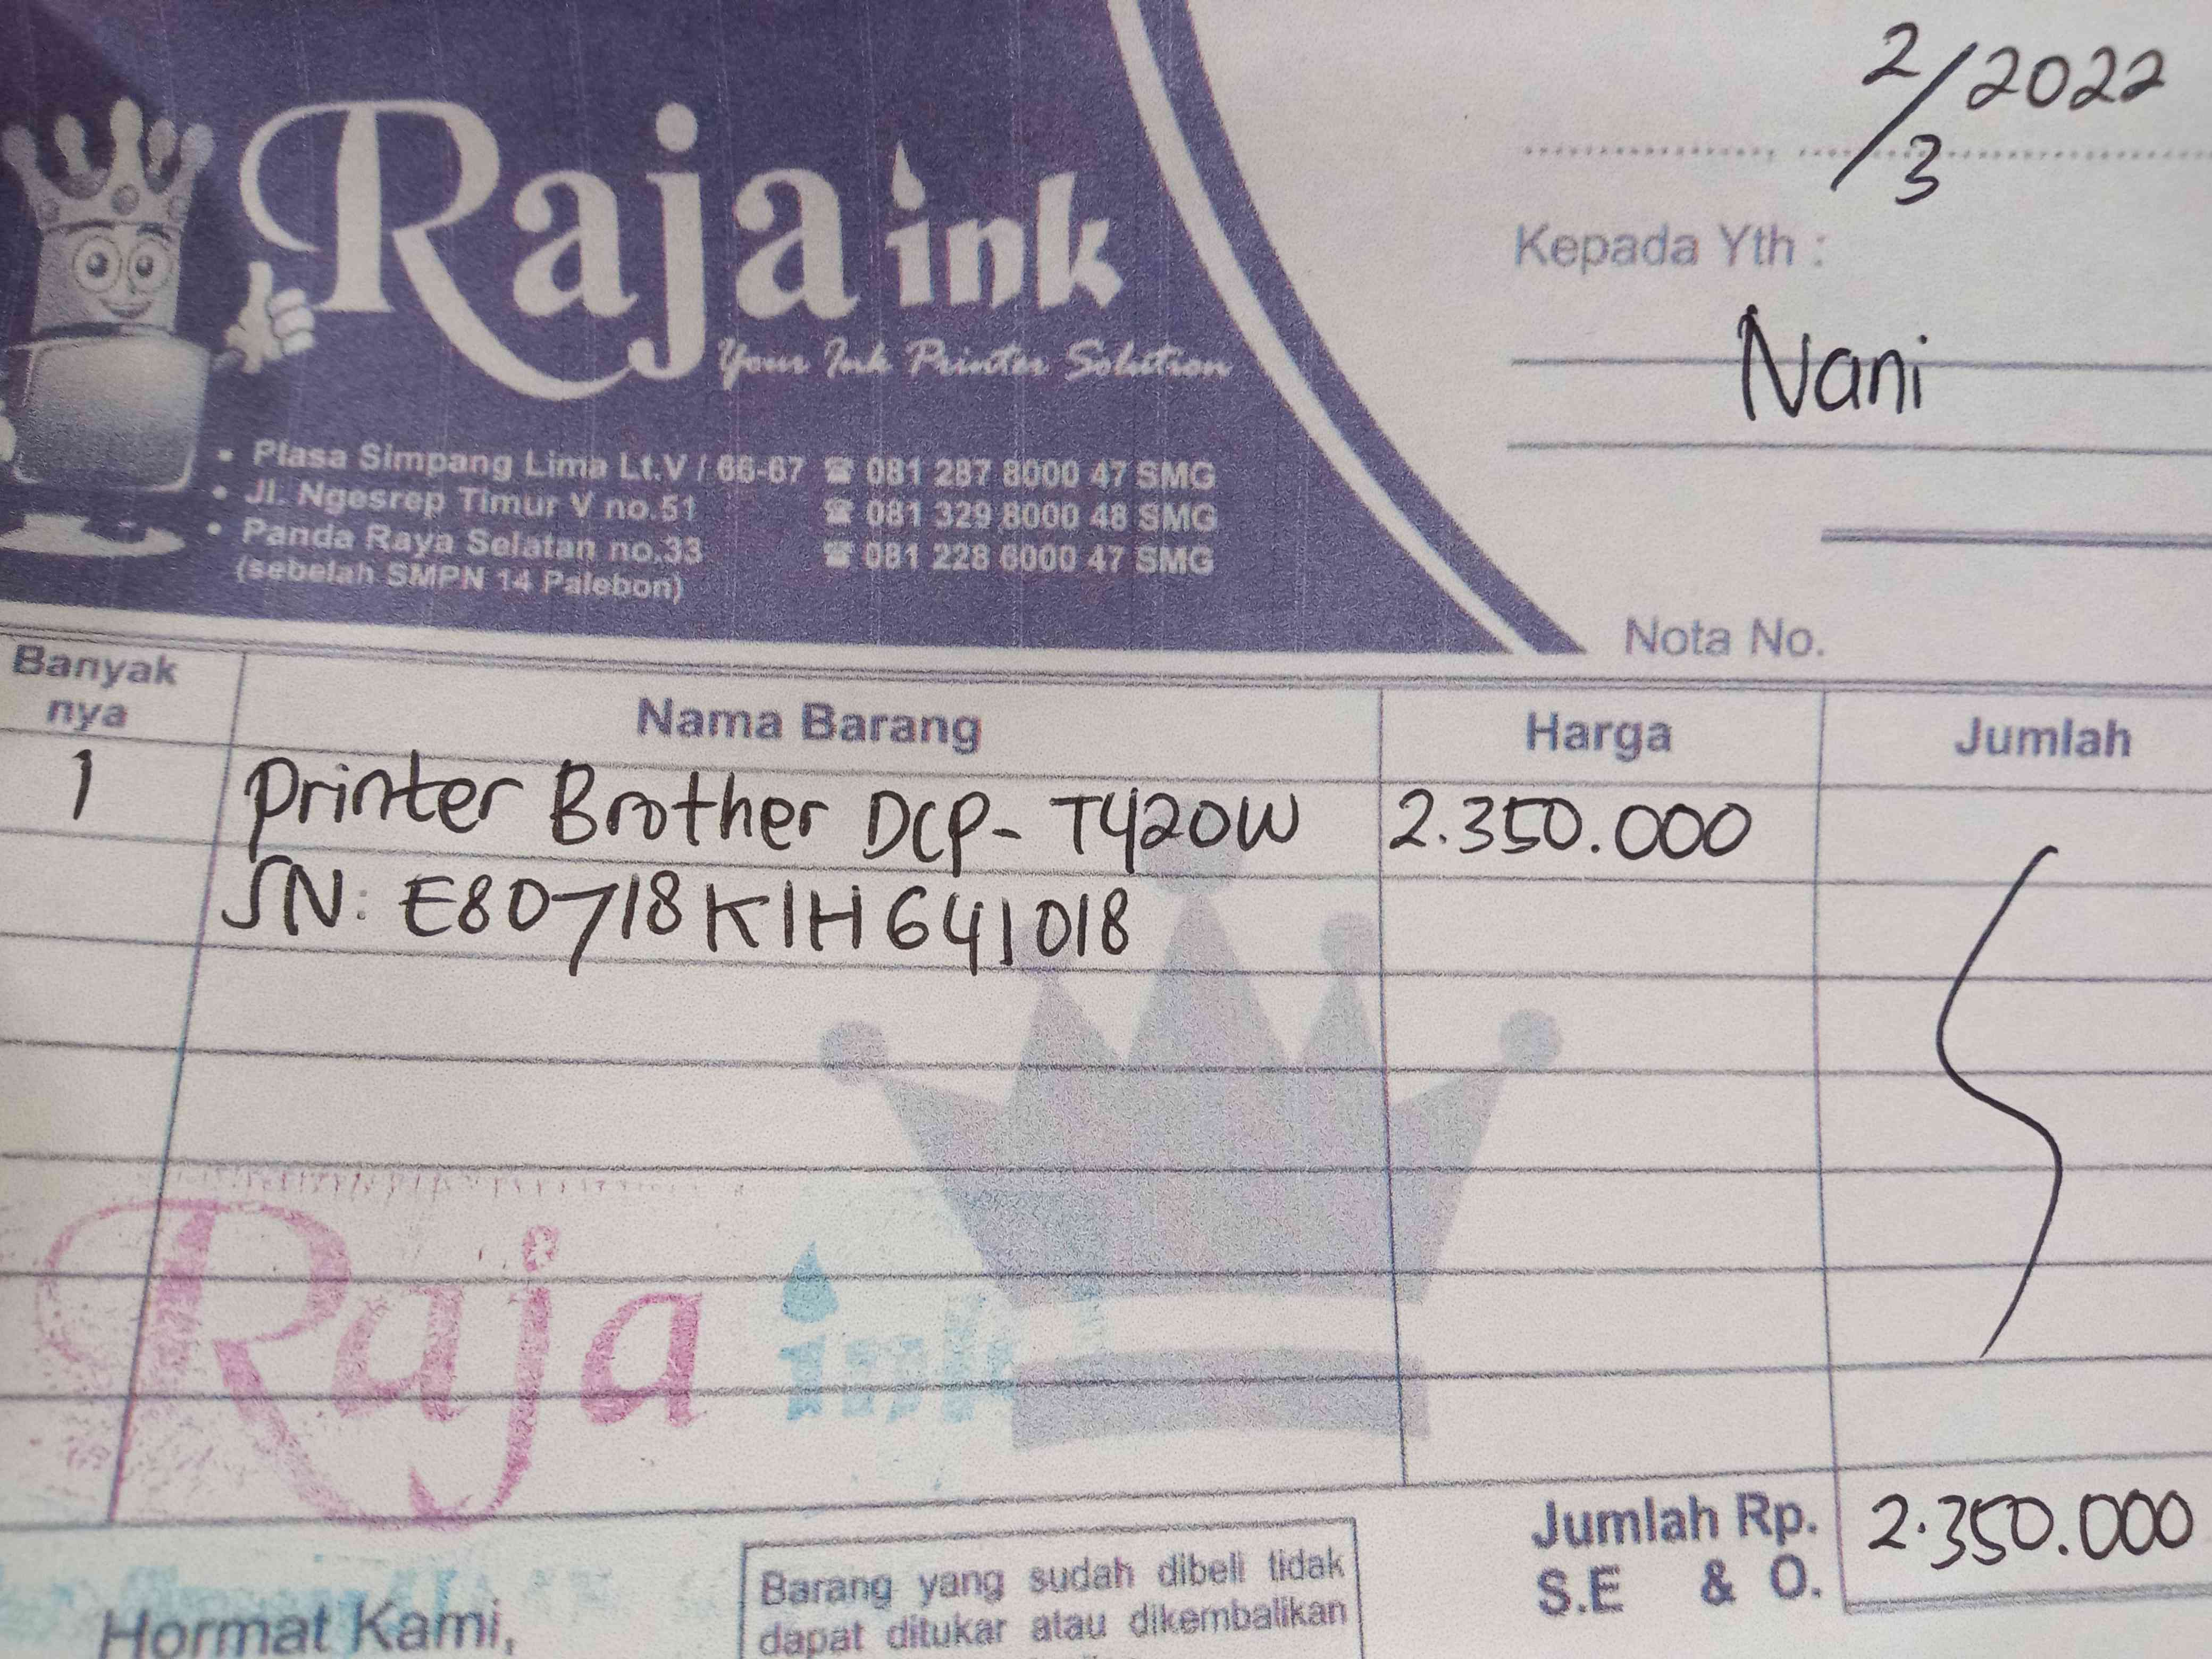 Raja ink
Your Ink Printer Solution
• Plasa Simpang Lima Lt.V / 66-67 ☎ 081 287 8000 47 SMG
• Jl. Ngesrep Timur V no.51 ☎ 081 329 8000 48 SMG
• Panda Raya Selatan no.33 ☎ 081 228 6000 47 SMG
(sebelah SMPN 14 Palebon)
2/3 2022
Kepada Yth :
Nani
Nota No.
Banyak nya Nama Barang Harga Jumlah
1 Printer Brother DCP-T420W 2.350.000
SN: E80718K1H641018
Raja ink
Jumlah Rp. 2.350.000
S.E & O.
Hormat Kami,
Barang yang sudah dibeli tidak
dapat ditukar atau dikembalikan